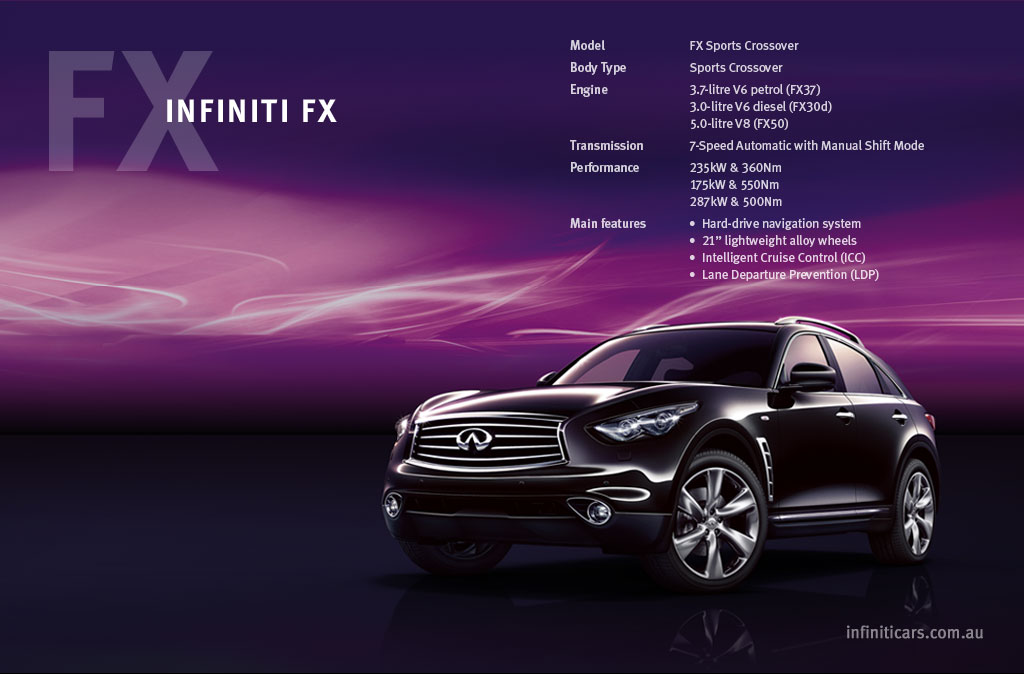 FX
INFINITI FX
Model FX Sports Crossover
Body Type Sports Crossover
Engine 3.7-litre V6 petrol (FX37)
3.0-litre V6 diesel (FX30d)
5.0-litre V8 (FX50)
Transmission 7-Speed Automatic with Manual Shift Mode
Performance 235kW & 360Nm
175kW & 550Nm
287kW & 500Nm
Main features • Hard-drive navigation system
• 21” lightweight alloy wheels
• Intelligent Cruise Control (ICC)
• Lane Departure Prevention (LDP)
infiniticars.com.au